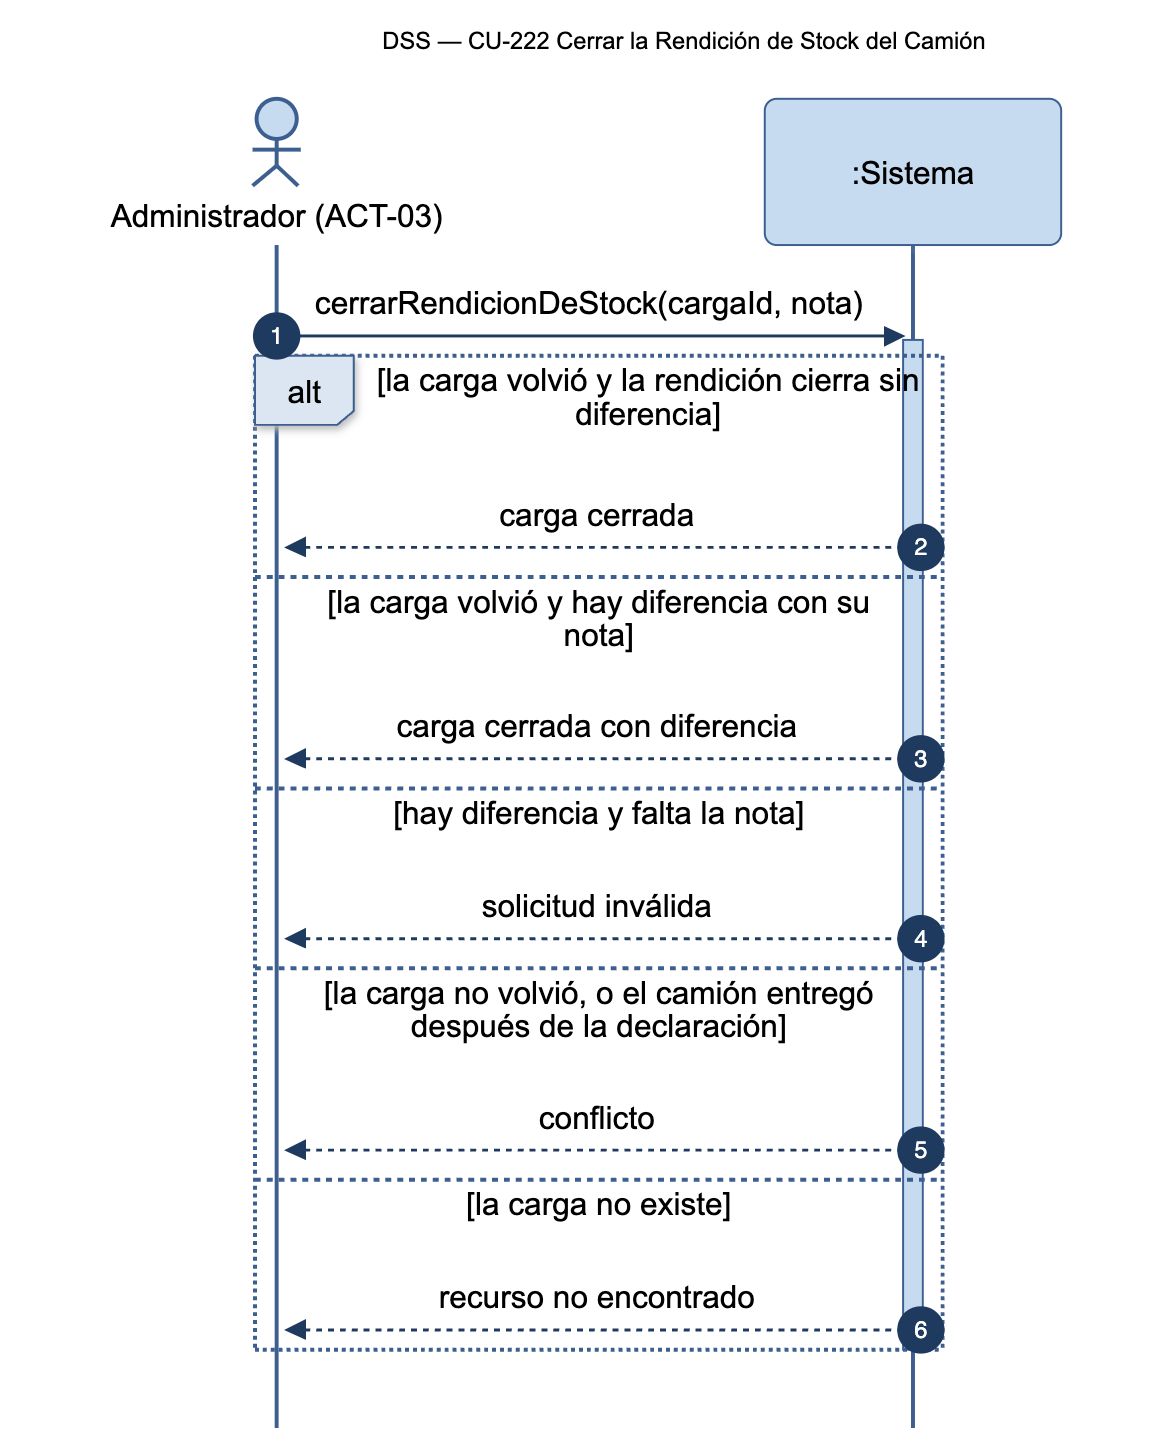 DSS — CU-222 Cerrar la Rendición de Stock del Camión
:Sistema
Administrador (ACT-03)
cerrarRendicionDeStock(cargaId, nota)
1
alt
[la carga volvió y la rendición cierra sin
diferencia]
carga cerrada
2
[la carga volvió y hay diferencia con su
nota]
carga cerrada con diferencia
3
[hay diferencia y falta la nota]
solicitud inválida
4
[la carga no volvió, o el camión entregó
después de la declaración]
conflicto
5
[la carga no existe]
recurso no encontrado
6